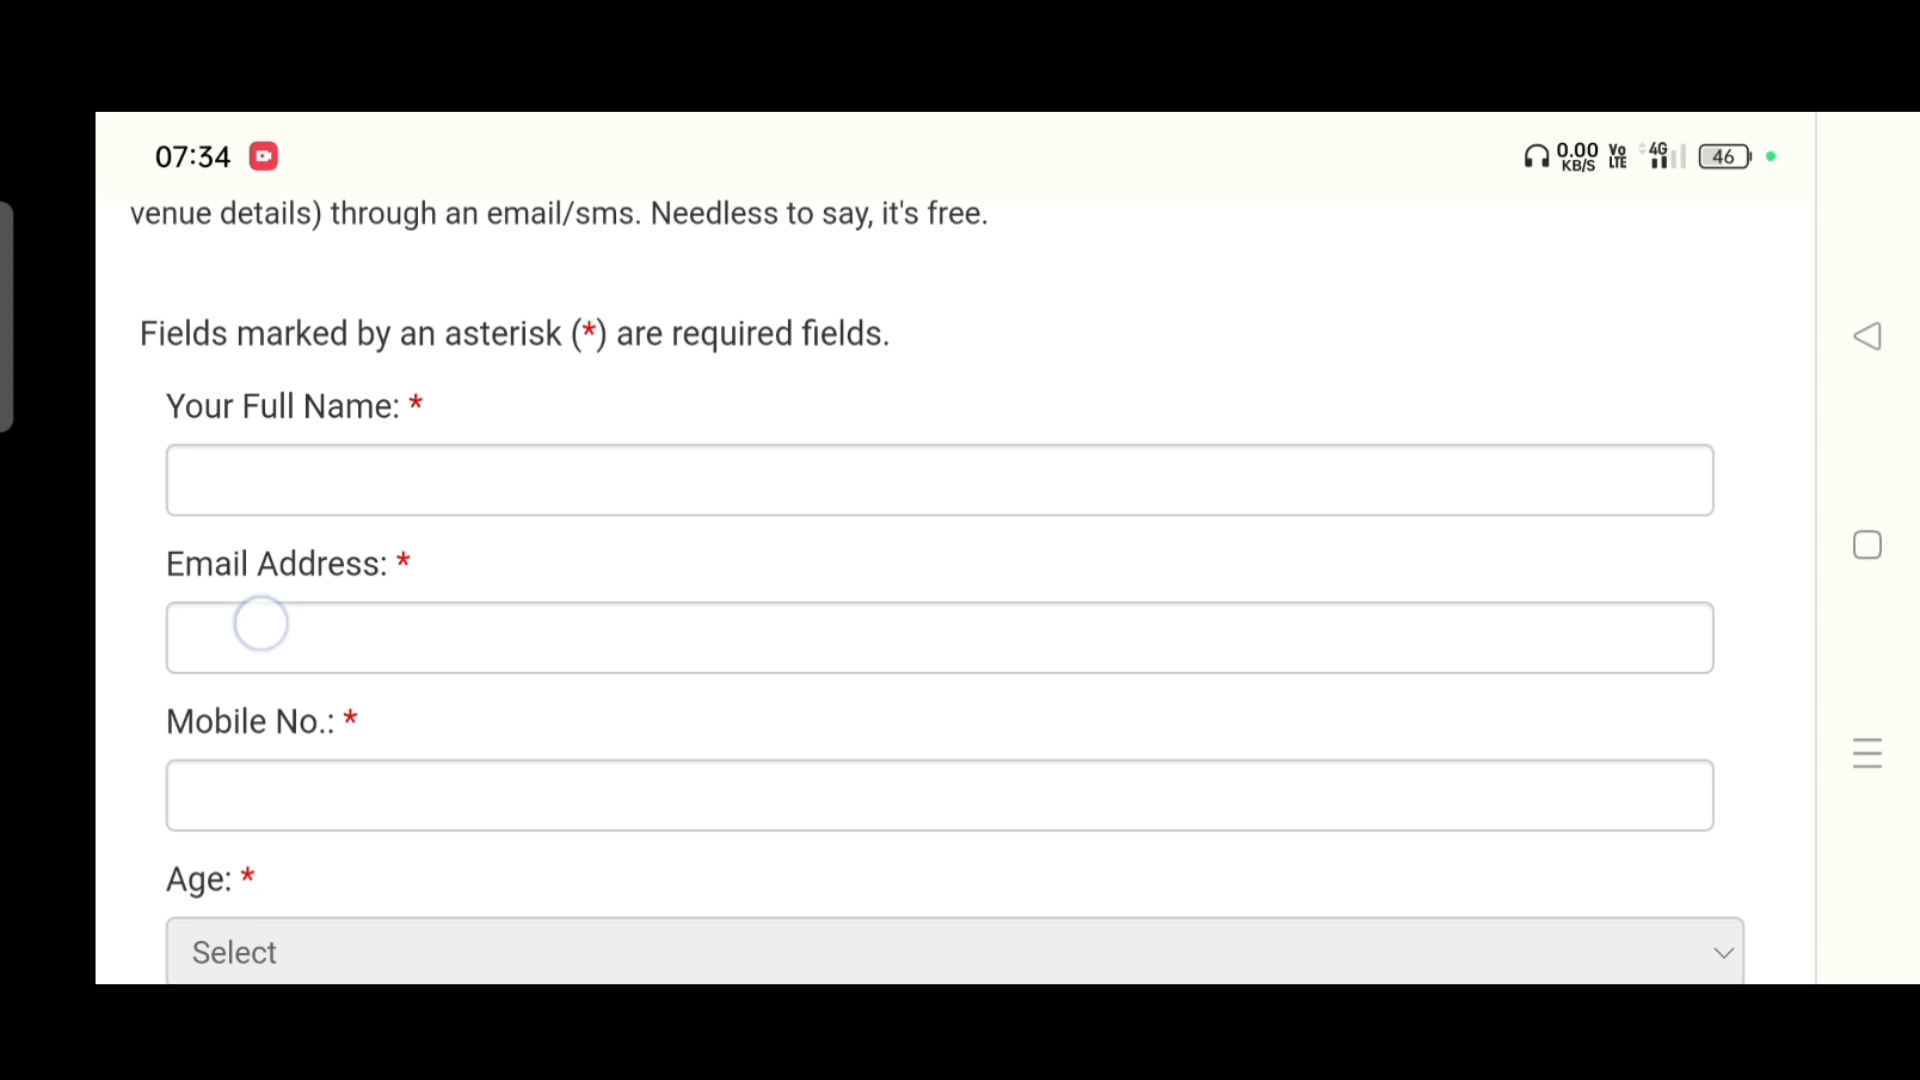 07:34
0.00 KB/S Vo LTE 4G 46
venue details) through an email/sms. Needless to say, it's free.
Fields marked by an asterisk (*) are required fields.
Your Full Name: *
Email Address: *
Mobile No.: *
Age: *
Select